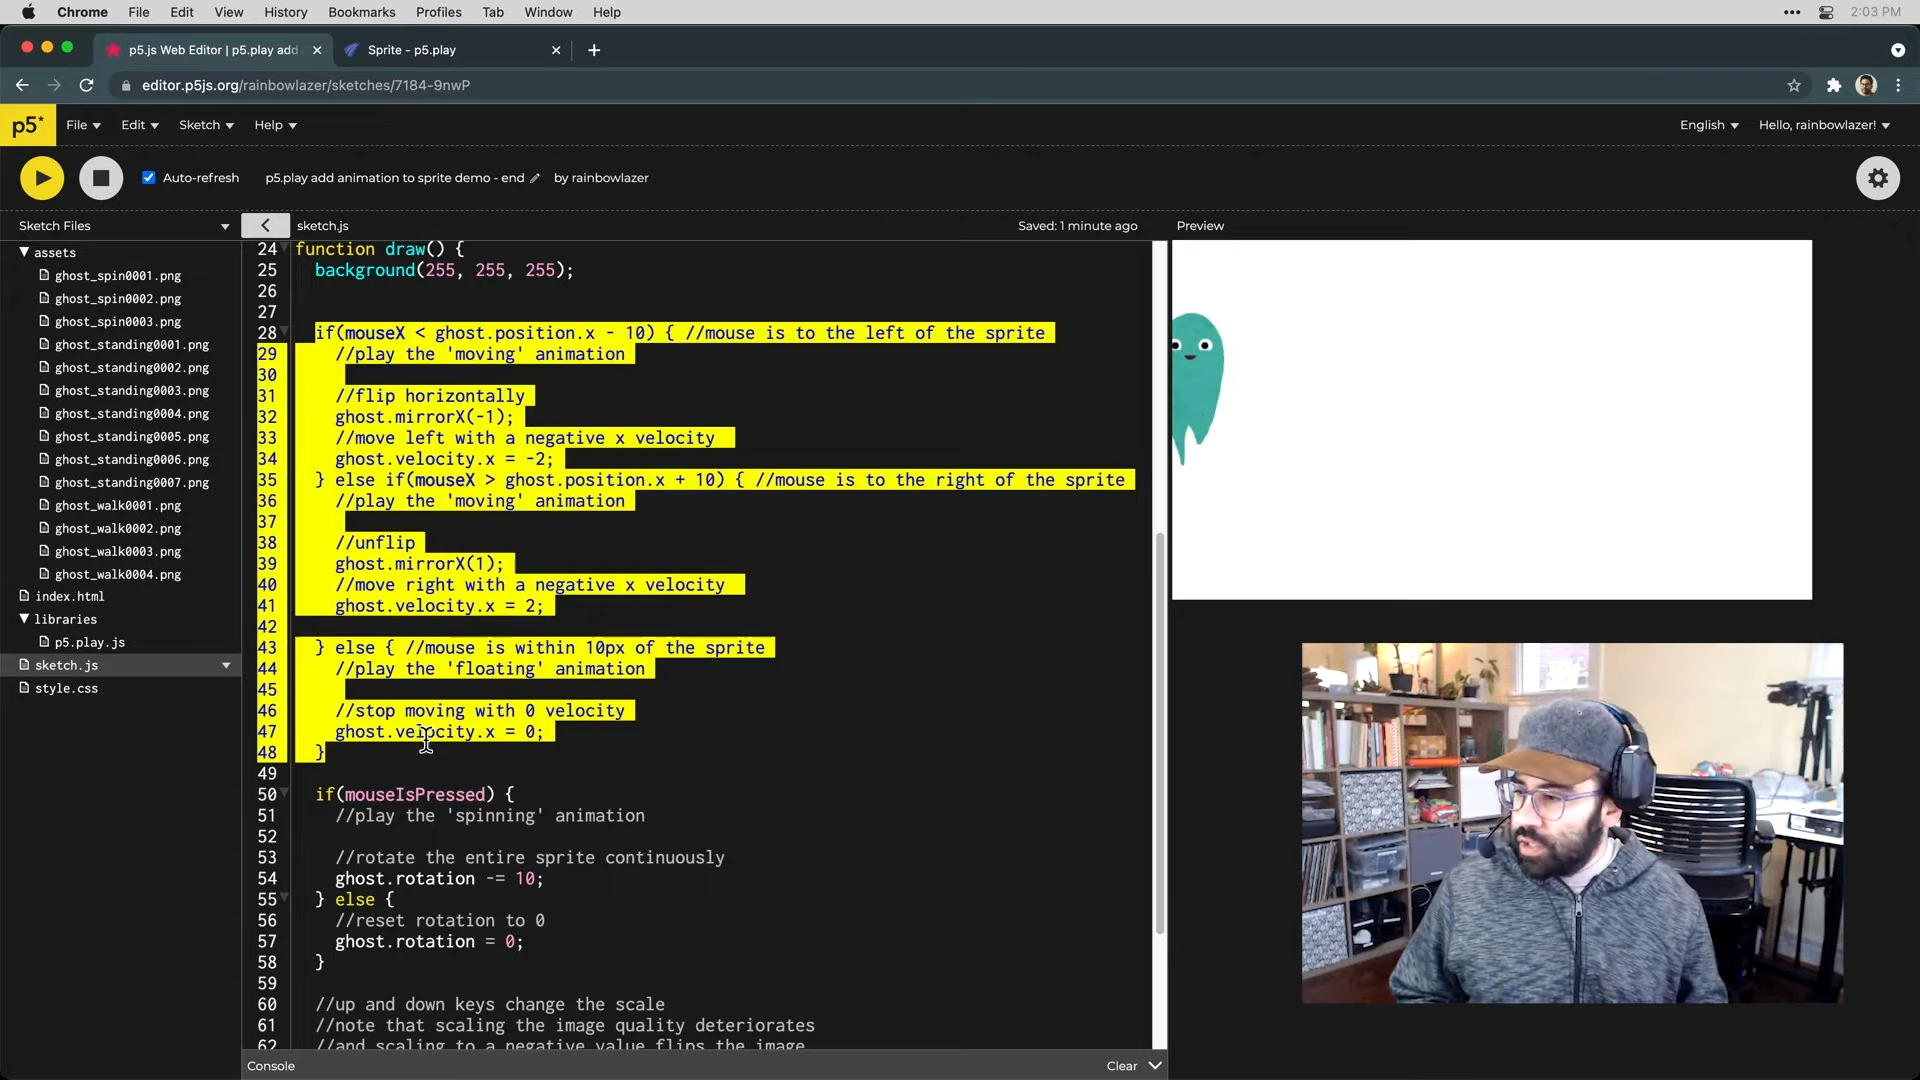 Chrome File Edit View History Bookmarks Profiles Tab Window Help 2:03 PM
p5.js Web Editor | p5.play add Sprite - p5.play
editor.p5js.org/rainbowlazer/sketches/7184-9nwP
p5* File Edit Sketch Help English Hello, rainbowlazer!
Auto-refresh p5.play add animation to sprite demo - end by rainbowlazer
Sketch Files
assets
ghost_spin0001.png
ghost_spin0002.png
ghost_spin0003.png
ghost_standing0001.png
ghost_standing0002.png
ghost_standing0003.png
ghost_standing0004.png
ghost_standing0005.png
ghost_standing0006.png
ghost_standing0007.png
ghost_walk0001.png
ghost_walk0002.png
ghost_walk0003.png
ghost_walk0004.png
index.html
libraries
p5.play.js
sketch.js
style.css
sketch.js Saved: 1 minute ago
24 function draw() {
25 background(255, 255, 255);
26
27
28 if(mouseX < ghost.position.x - 10) { //mouse is to the left of the sprite
29 //play the 'moving' animation
30
31 //flip horizontally
32 ghost.mirrorX(-1);
33 //move left with a negative x velocity
34 ghost.velocity.x = -2;
35 } else if(mouseX > ghost.position.x + 10) { //mouse is to the right of the sprite
36 //play the 'moving' animation
37
38 //unflip
39 ghost.mirrorX(1);
40 //move right with a negative x velocity
41 ghost.velocity.x = 2;
42
43 } else { //mouse is within 10px of the sprite
44 //play the 'floating' animation
45
46 //stop moving with 0 velocity
47 ghost.velocity.x = 0;
48 }
49
50 if(mouseIsPressed) {
51 //play the 'spinning' animation
52
53 //rotate the entire sprite continuously
54 ghost.rotation -= 10;
55 } else {
56 //reset rotation to 0
57 ghost.rotation = 0;
58 }
59
60 //up and down keys change the scale
61 //note that scaling the image quality deteriorates
62 //and scaling to a negative value flips the image
Console Clear
Preview